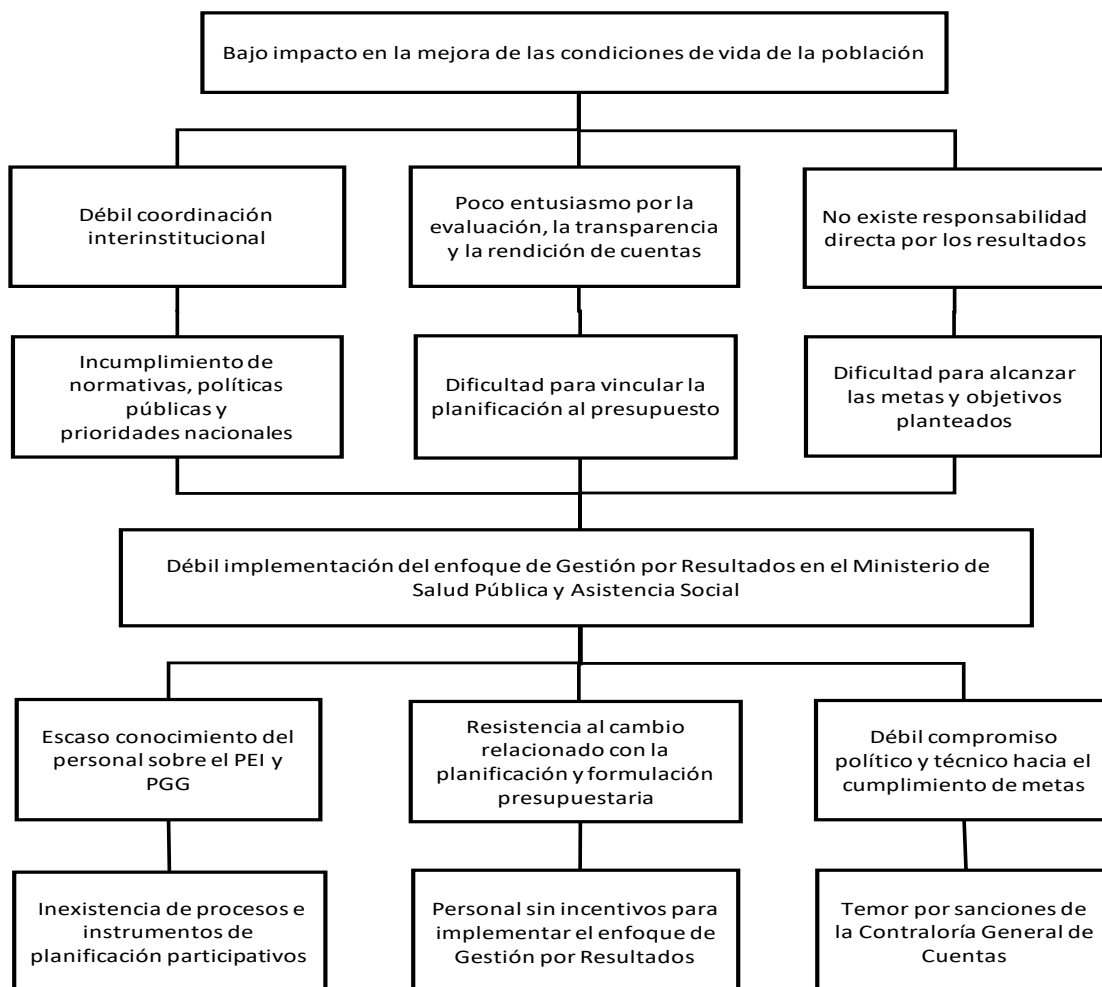 Bajo impacto en la mejora de las condiciones de vida de la población
Débil coordinación
interinstitucional
Poco entusiasmo por la
evaluación, la transparencia
y la rendición de cuentas
No existe responsabilidad
directa por los resultados
Incumplimiento de
normativas, políticas
públicas y
prioridades nacionales
Dificultad para vincular la
planificación al presupuesto
Dificultad para alcanzar
las metas y objetivos
planteados
Débil implementación del enfoque de Gestión por Resultados en el Ministerio de
Salud Pública y Asistencia Social
Escaso conocimiento del
personal sobre el PEI y
PGG
Resistencia al cambio
relacionado con la
planificación y formulación
presupuestaria
Débil compromiso
político y técnico hacia el
cumplimiento de metas
Inexistencia de procesos e
instrumentos de
planificación participativos
Personal sin incentivos para
implementar el enfoque de
Gestión por Resultados
Temor por sanciones de
la Contraloría General de
Cuentas